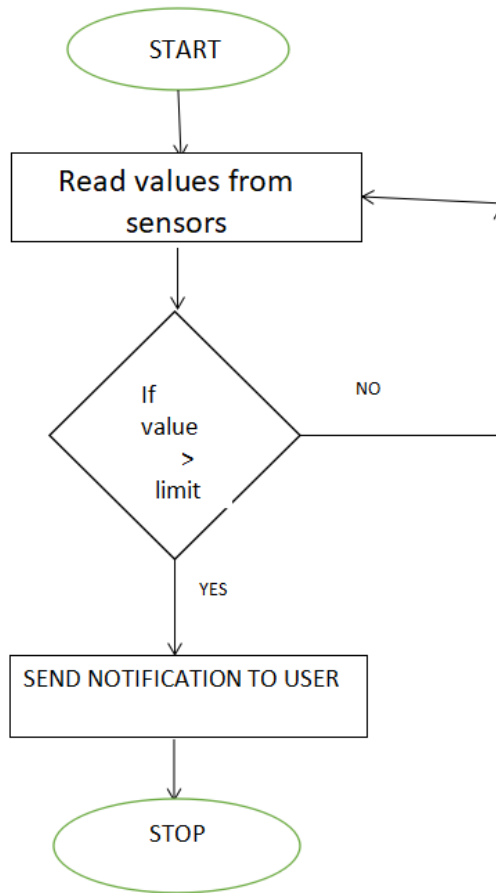 START
Read values from
sensors
If
value
>
limit
NO
YES
SEND NOTIFICATION TO USER
STOP